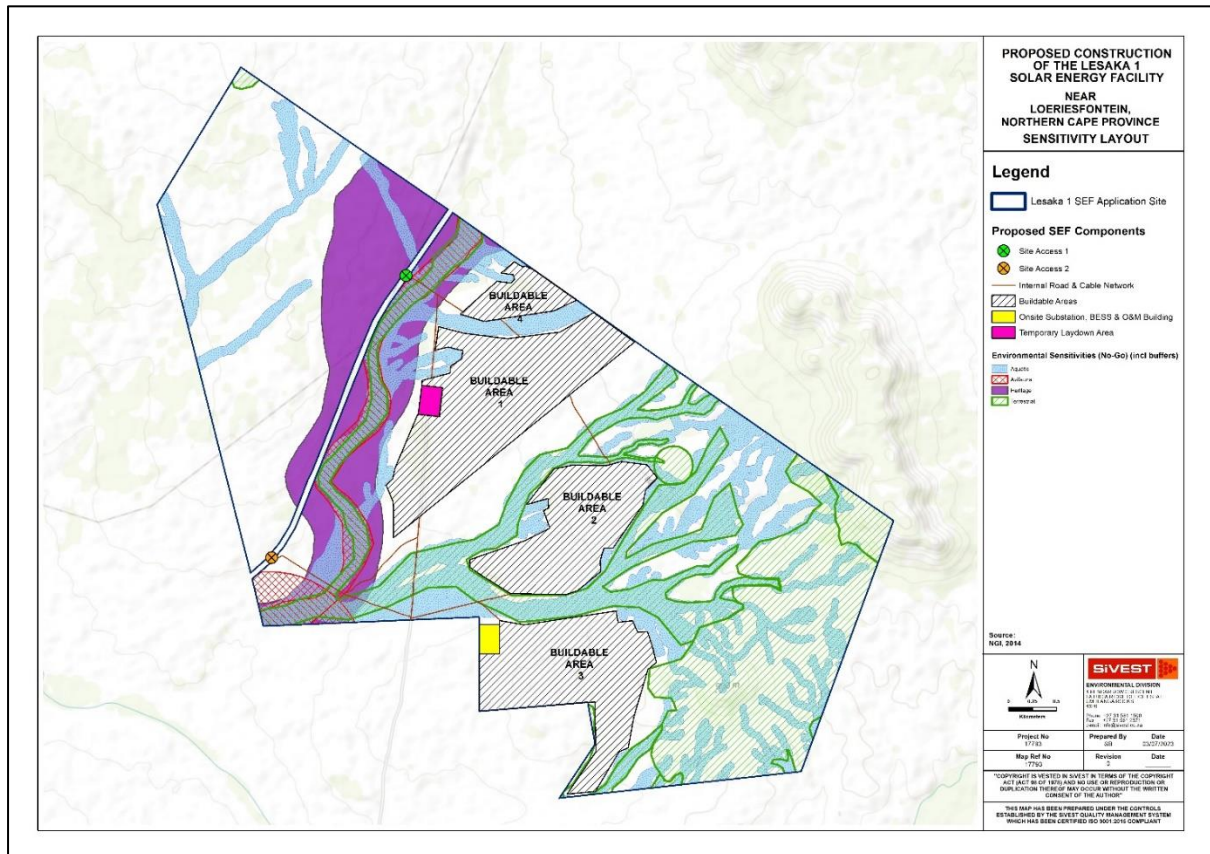 PROPOSED CONSTRUCTION
OF THE LESAKA 1
SOLAR ENERGY FACILITY
NEAR
LOERIESFONTEIN,
NORTHERN CAPE PROVINCE
SENSITIVITY LAYOUT
Legend
Lesaka 1 SEF Application Site
Proposed SEF Components
Site Access 1
Site Access 2
Internal Road & Cable Network
Buildable Areas
Onsite Substation, BESS & O&M Building
Temporary Laydown Area
Environmental Sensitivities (No-Go) (incl buffers)
Aquatic
Avifauna
Heritage
Terrestrial
BUILDABLE
AREA
4
BUILDABLE
AREA
1
BUILDABLE
AREA
2
BUILDABLE
AREA
3
Source:
NGI, 2014
N
Kilometers
SiVEST
ENVIRONMENTAL DIVISION
Project No
Prepared By
Date
17793
Map Ref No
Revision
Date
"COPYRIGHT IS VESTED IN SIVEST IN TERMS OF THE COPYRIGHT
ACT (ACT 98 OF 1978) AND NO USE OR REPRODUCTION OR
DUPLICATION THEREOF MAY OCCUR WITHOUT THE WRITTEN
CONSENT OF THE AUTHOR"
THIS MAP HAS BEEN PREPARED UNDER THE CONTROLS
ESTABLISHED BY THE SIVEST QUALITY MANAGEMENT SYSTEM
WHICH HAS BEEN CERTIFIED ISO 9001:2015 COMPLIANT